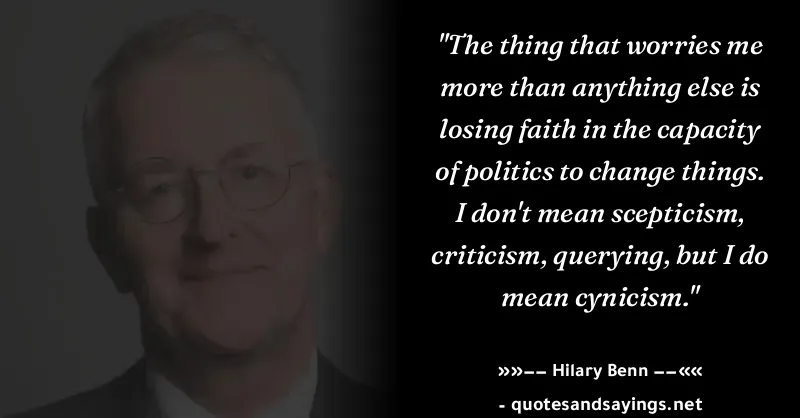 "The thing that worries me
more than anything else is
losing faith in the capacity
of politics to change things.
I don't mean scepticism,
criticism, querying, but I do
mean cynicism."
»»—— Hilary Benn ——««
- quotesandsayings.net